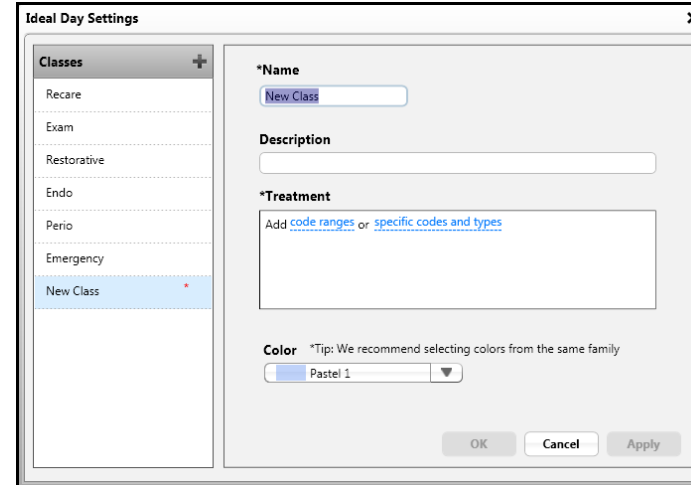 Ideal Day Settings
Classes
Recare
Exam
Restorative
Endo
Perio
Emergency
New Class *
*Name
New Class
Description
*Treatment
Add code ranges or specific codes and types
Color *Tip: We recommend selecting colors from the same family
Pastel 1
OK Cancel Apply